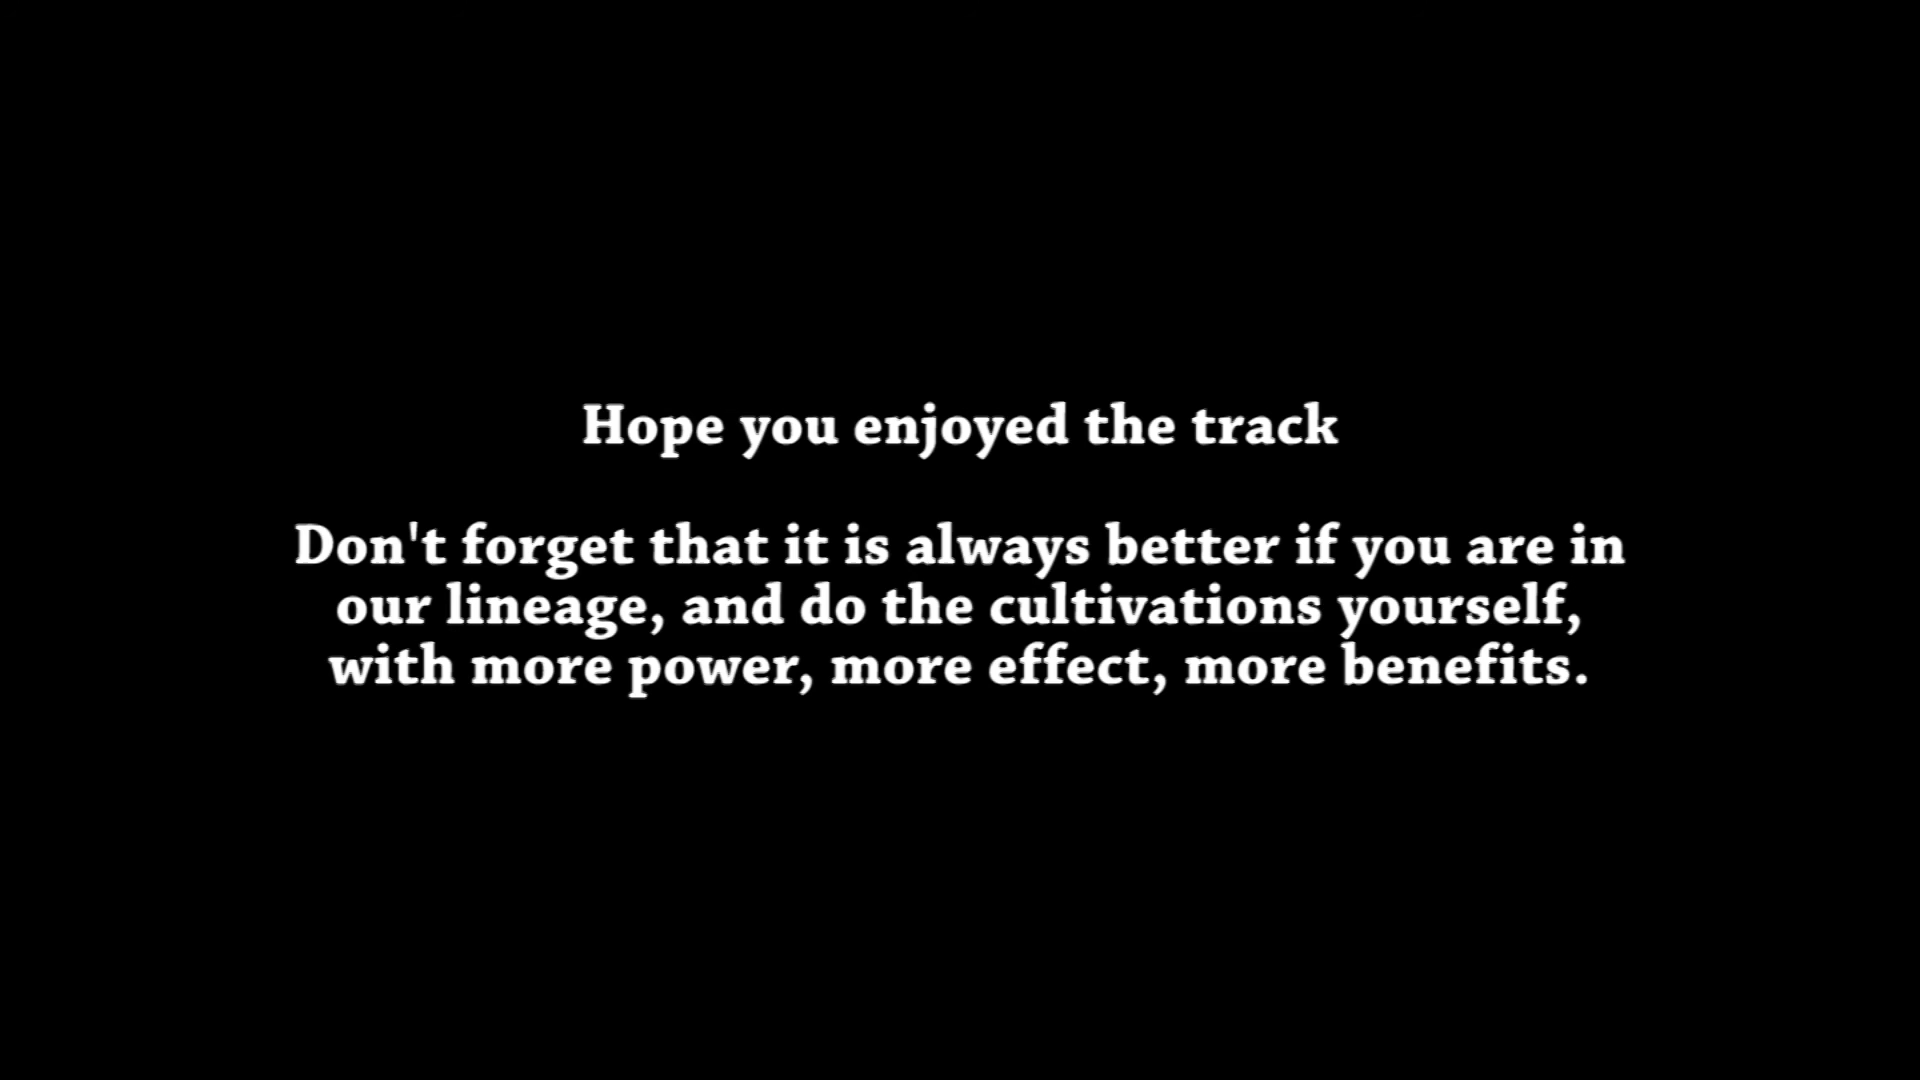 Hope you enjoyed the track
Don't forget that it is always better if you are in
our lineage, and do the cultivations yourself,
with more power, more effect, more benefits.